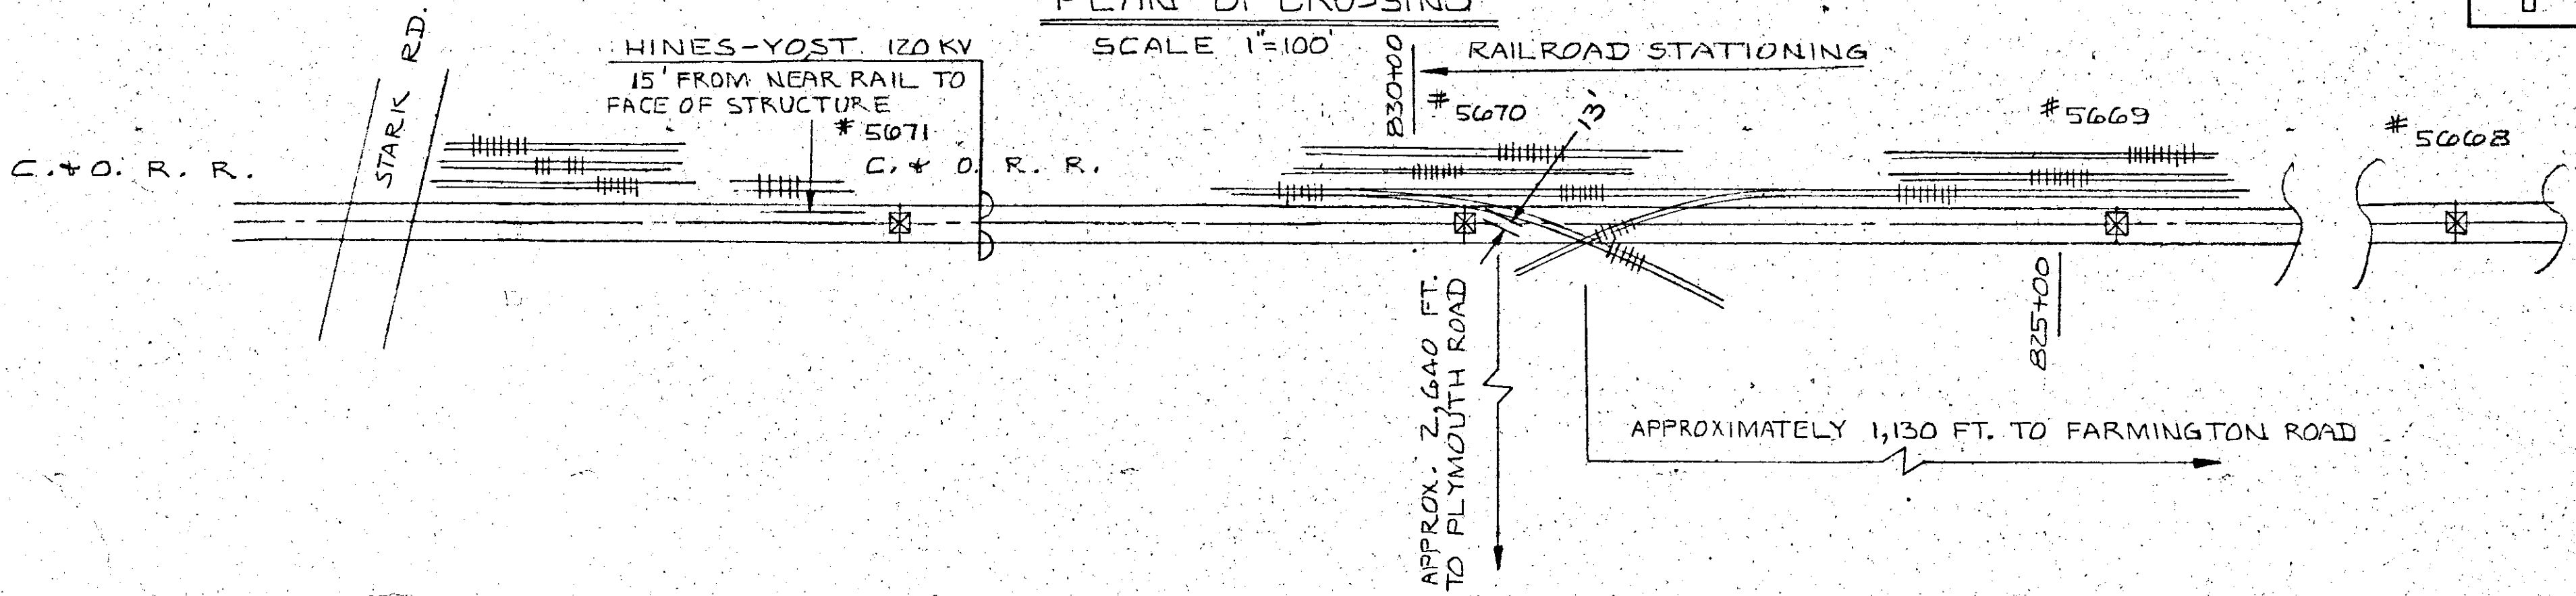 PLAN OF CROSSING
SCALE 1"=100'
STARK RD.
HINES-YOST. 120 KV
15' FROM NEAR RAIL TO
FACE OF STRUCTURE
# 5671
830+00
RAILROAD STATIONING
# 5670
13'
# 5669
# 5668
C. & O. R. R.
C. & O. R. R.
825+00
APPROX. 2,640 FT.
TO PLYMOUTH ROAD
APPROXIMATELY 1,130 FT. TO FARMINGTON ROAD